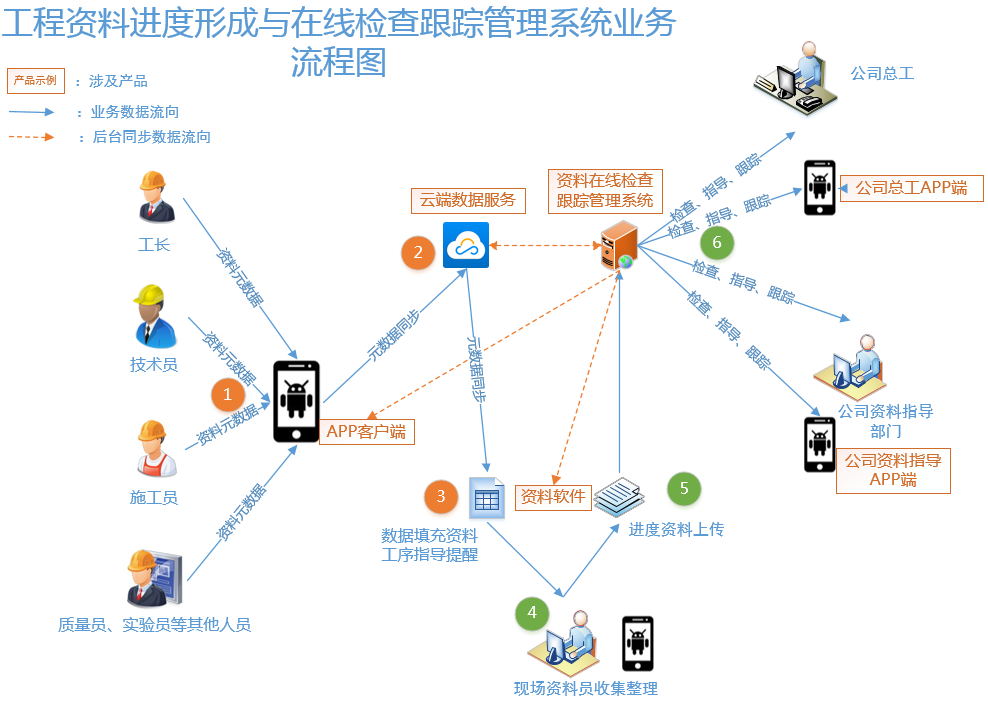 工程资料进度形成与在线检查跟踪管理系统业务
流程图
产品示例
：涉及产品
：业务数据流向
：后台同步数据流向
公司总工
工长
资料元数据
云端数据服务
资料在线检查
跟踪管理系统
检查、指导、跟踪
检查、指导、跟踪
公司总工APP端
2
6
检查、指导、跟踪
检查、指导、跟踪
技术员
资料元数据
元数据同步
元数据同步
1
资料元数据
APP客户端
公司资料指导
部门
公司资料指导
APP端
施工员
资料元数据
3
资料软件
5
数据填充资料
工序指导提醒
进度资料上传
质量员、实验员等其他人员
4
现场资料员收集整理